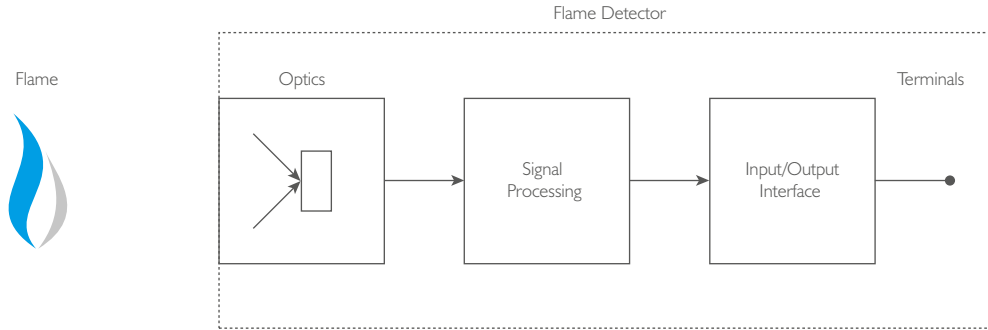 Flame Detector
Flame
Optics
Terminals
Signal
Processing
Input/Output
Interface